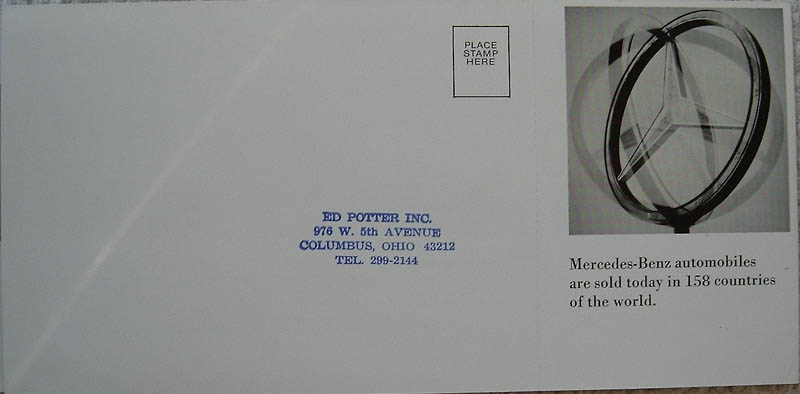 PLACE
STAMP
HERE
ED POTTER INC.
976 W. 5th AVENUE
COLUMBUS, OHIO 43212
TEL. 299-2144
Mercedes-Benz automobiles
are sold today in 158 countries
of the world.